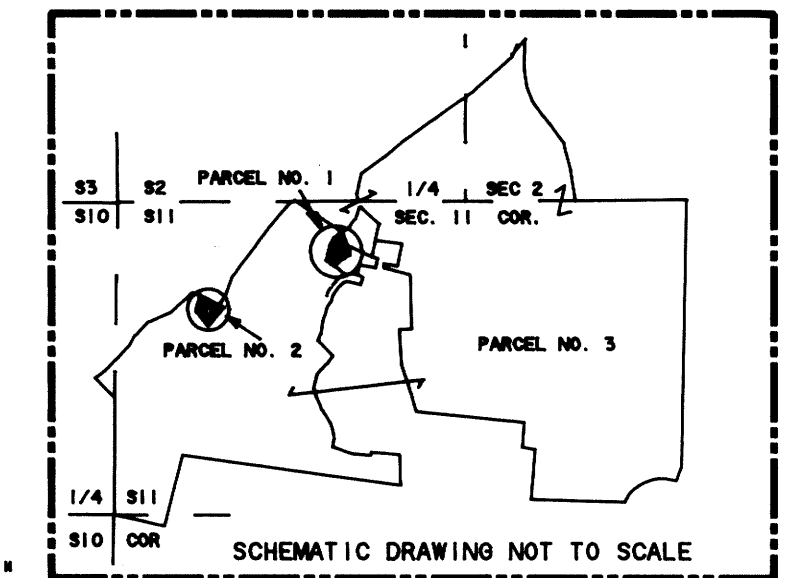 PARCEL NO. 1
S3 S2
S10 S11
1/4 SEC 2
SEC. 11 COR.
PARCEL NO. 2
PARCEL NO. 3
1/4 S11
S10 COR
SCHEMATIC DRAWING NOT TO SCALE